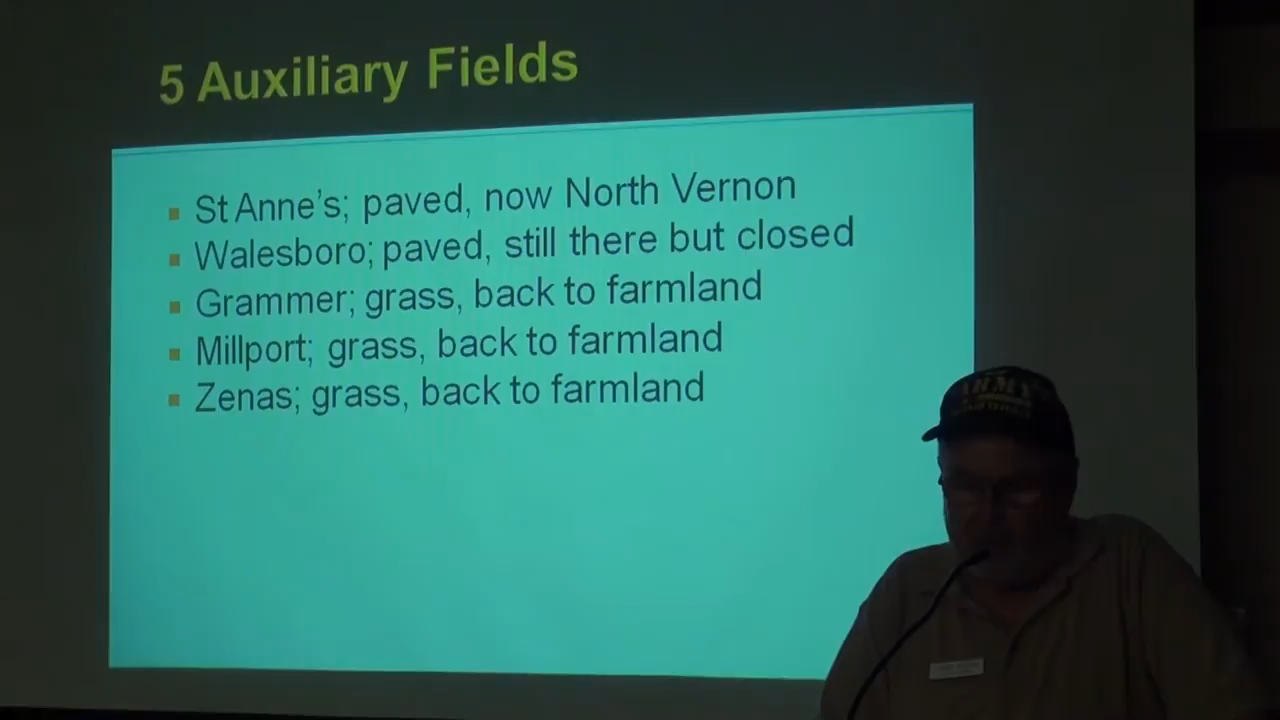 5 Auxiliary Fields
St Anne's; paved, now North Vernon
Walesboro; paved, still there but closed
Grammer; grass, back to farmland
Millport; grass, back to farmland
Zenas; grass, back to farmland
ARMY